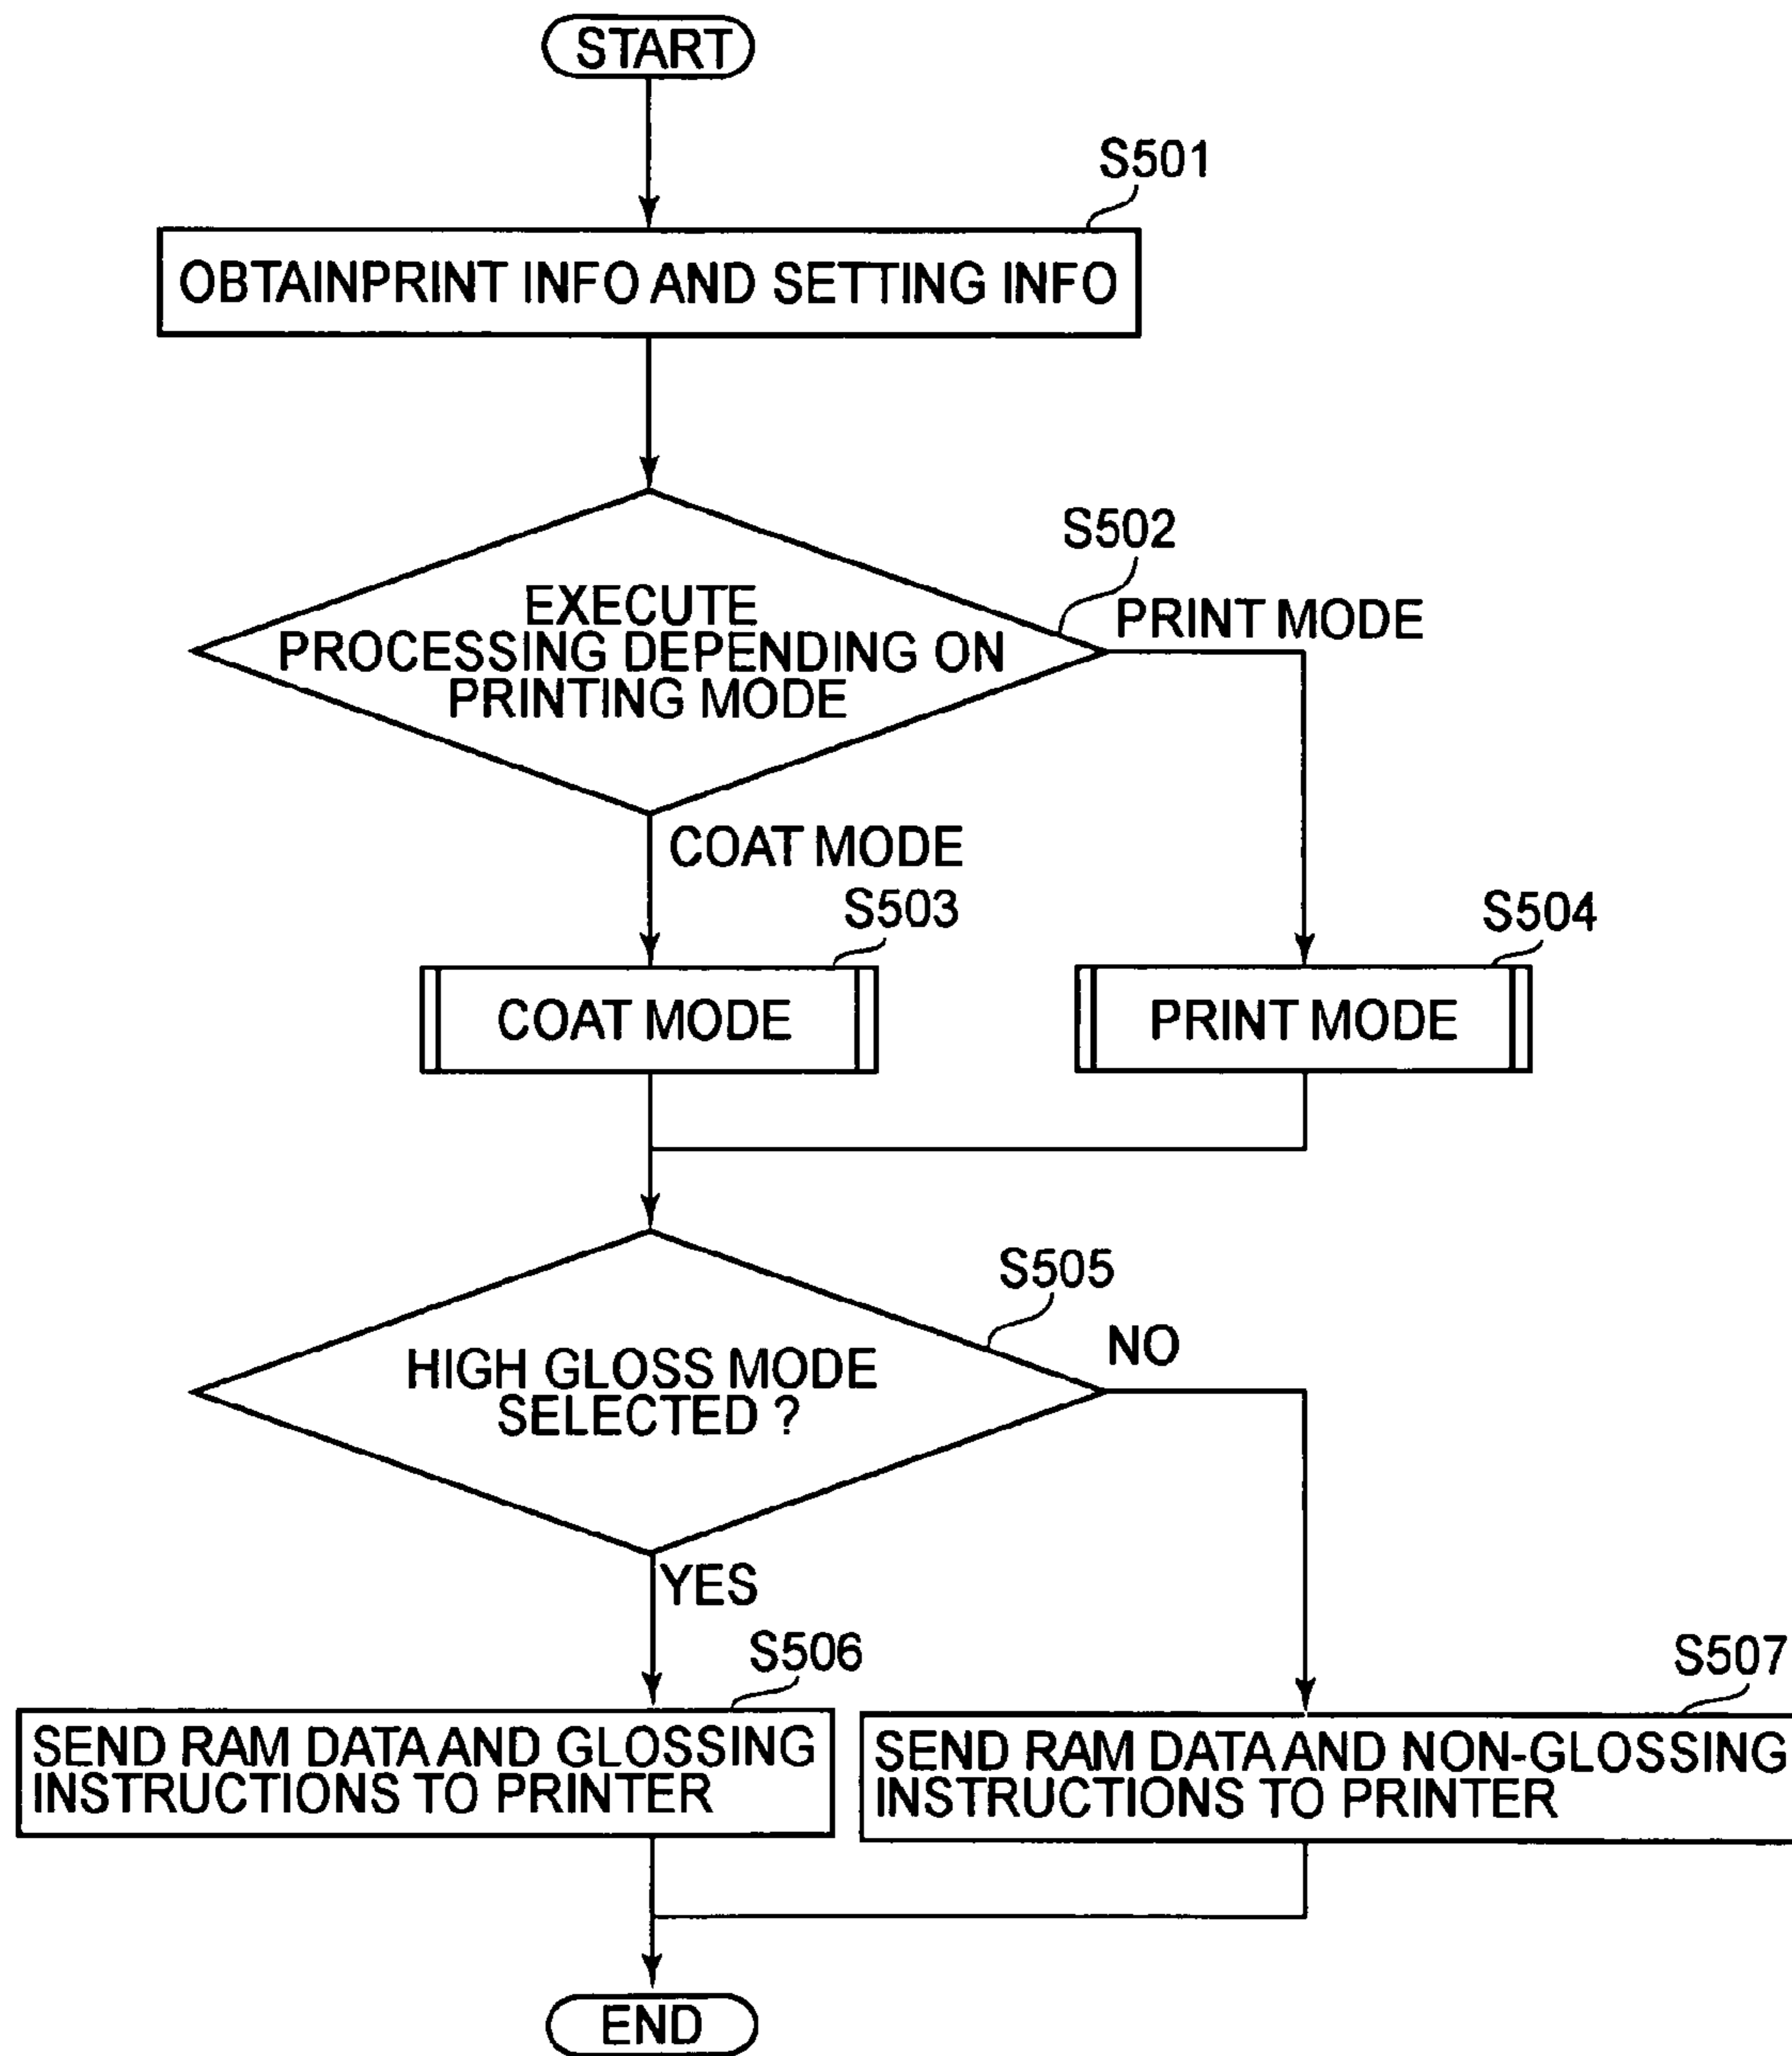 START
S501
OBTAINPRINT INFO AND SETTING INFO
S502
EXECUTE
PROCESSING DEPENDING ON
PRINTING MODE
PRINT MODE
COAT MODE
S503
S504
COAT MODE
PRINT MODE
S505
HIGH GLOSS MODE
SELECTED ?
NO
YES
S506
S507
SEND RAM DATA AND GLOSSING
INSTRUCTIONS TO PRINTER
SEND RAM DATA AND NON-GLOSSING
INSTRUCTIONS TO PRINTER
END